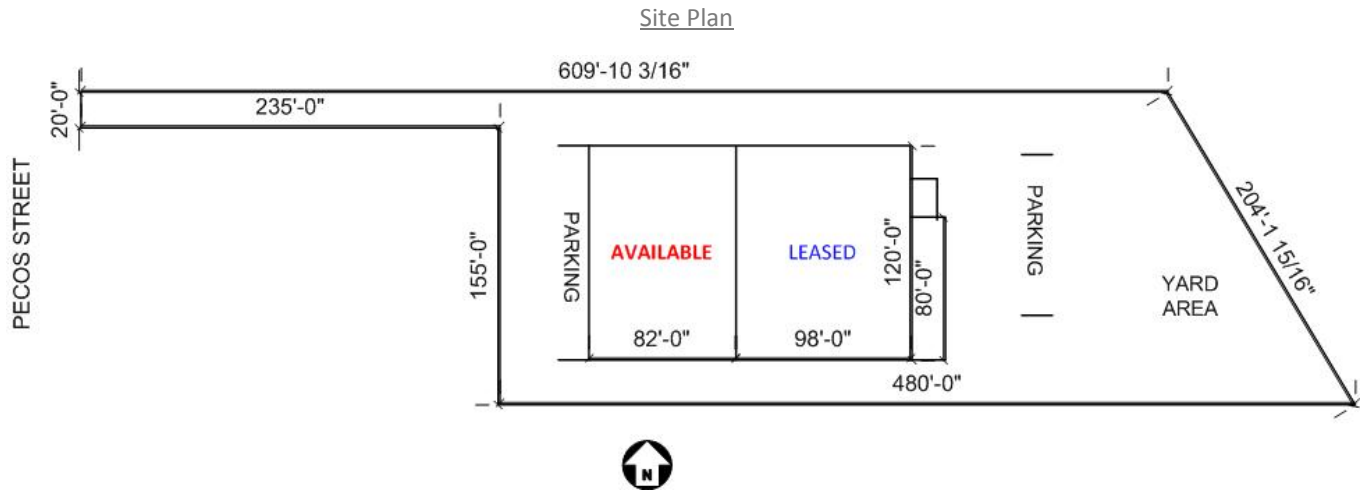 Site Plan
609'-10 3/16"
20'-0"
235'-0"
PECOS STREET
155'-0"
PARKING
AVAILABLE
LEASED
120'-0"
80'-0"
82'-0"
98'-0"
PARKING
204'-1 15/16"
YARD
AREA
480'-0"
N